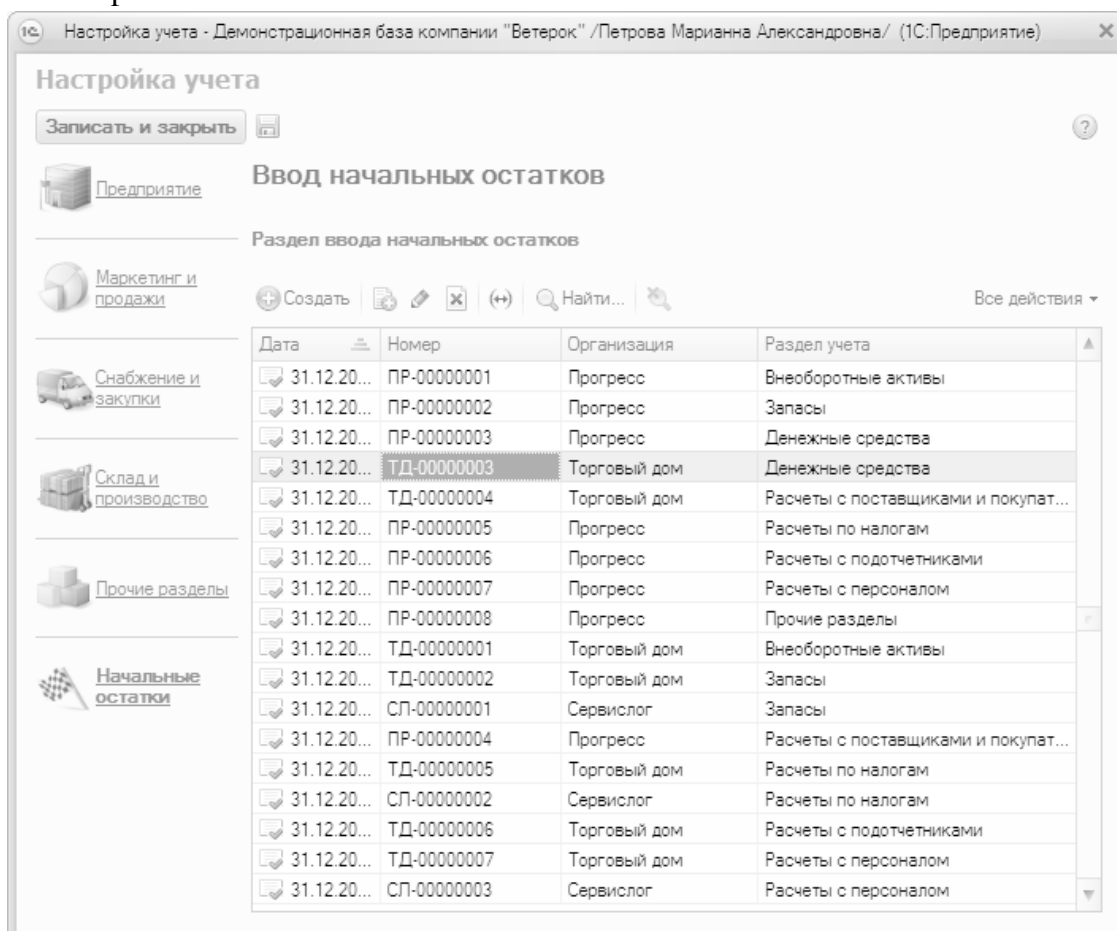 Настройка учета - Демонстрационная база компании "Ветерок" /Петрова Марианна Александровна/ (1С:Предприятие)
Настройка учета
Записать и закрыть
?
Предприятие
Маркетинг и
продажи
Снабжение и
закупки
Склад и
производство
Прочие разделы
Начальные
остатки
Ввод начальных остатков
Раздел ввода начальных остатков
Создать Найти... Все действия
Дата Номер Организация Раздел учета
31.12.20... ПР-00000001 Прогресс Внеоборотные активы
31.12.20... ПР-00000002 Прогресс Запасы
31.12.20... ПР-00000003 Прогресс Денежные средства
31.12.20... ТД-00000003 Торговый дом Денежные средства
31.12.20... ТД-00000004 Торговый дом Расчеты с поставщиками и покупат...
31.12.20... ПР-00000005 Прогресс Расчеты по налогам
31.12.20... ПР-00000006 Прогресс Расчеты с подотчетниками
31.12.20... ПР-00000007 Прогресс Расчеты с персоналом
31.12.20... ПР-00000008 Прогресс Прочие разделы
31.12.20... ТД-00000001 Торговый дом Внеоборотные активы
31.12.20... ТД-00000002 Торговый дом Запасы
31.12.20... СЛ-00000001 Сервислог Запасы
31.12.20... ПР-00000004 Прогресс Расчеты с поставщиками и покупат...
31.12.20... ТД-00000005 Торговый дом Расчеты по налогам
31.12.20... СЛ-00000002 Сервислог Расчеты по налогам
31.12.20... ТД-00000006 Торговый дом Расчеты с подотчетниками
31.12.20... ТД-00000007 Торговый дом Расчеты с персоналом
31.12.20... СЛ-00000003 Сервислог Расчеты с персоналом